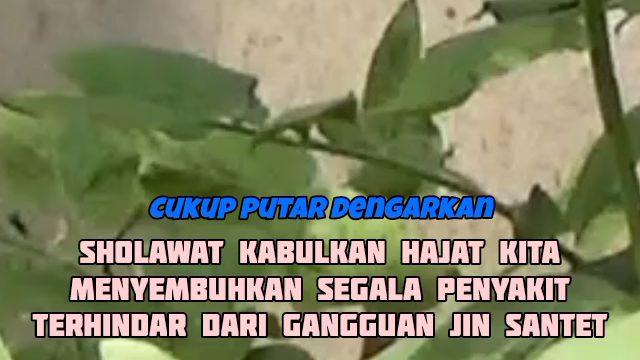 CUKUP PUTAR DENGARKAN
SHOLAWAT KABULKAN HAJAT KITA
MENYEMBUHKAN SEGALA PENYAKIT
TERHINDAR DARI GANGGUAN JIN SANTET